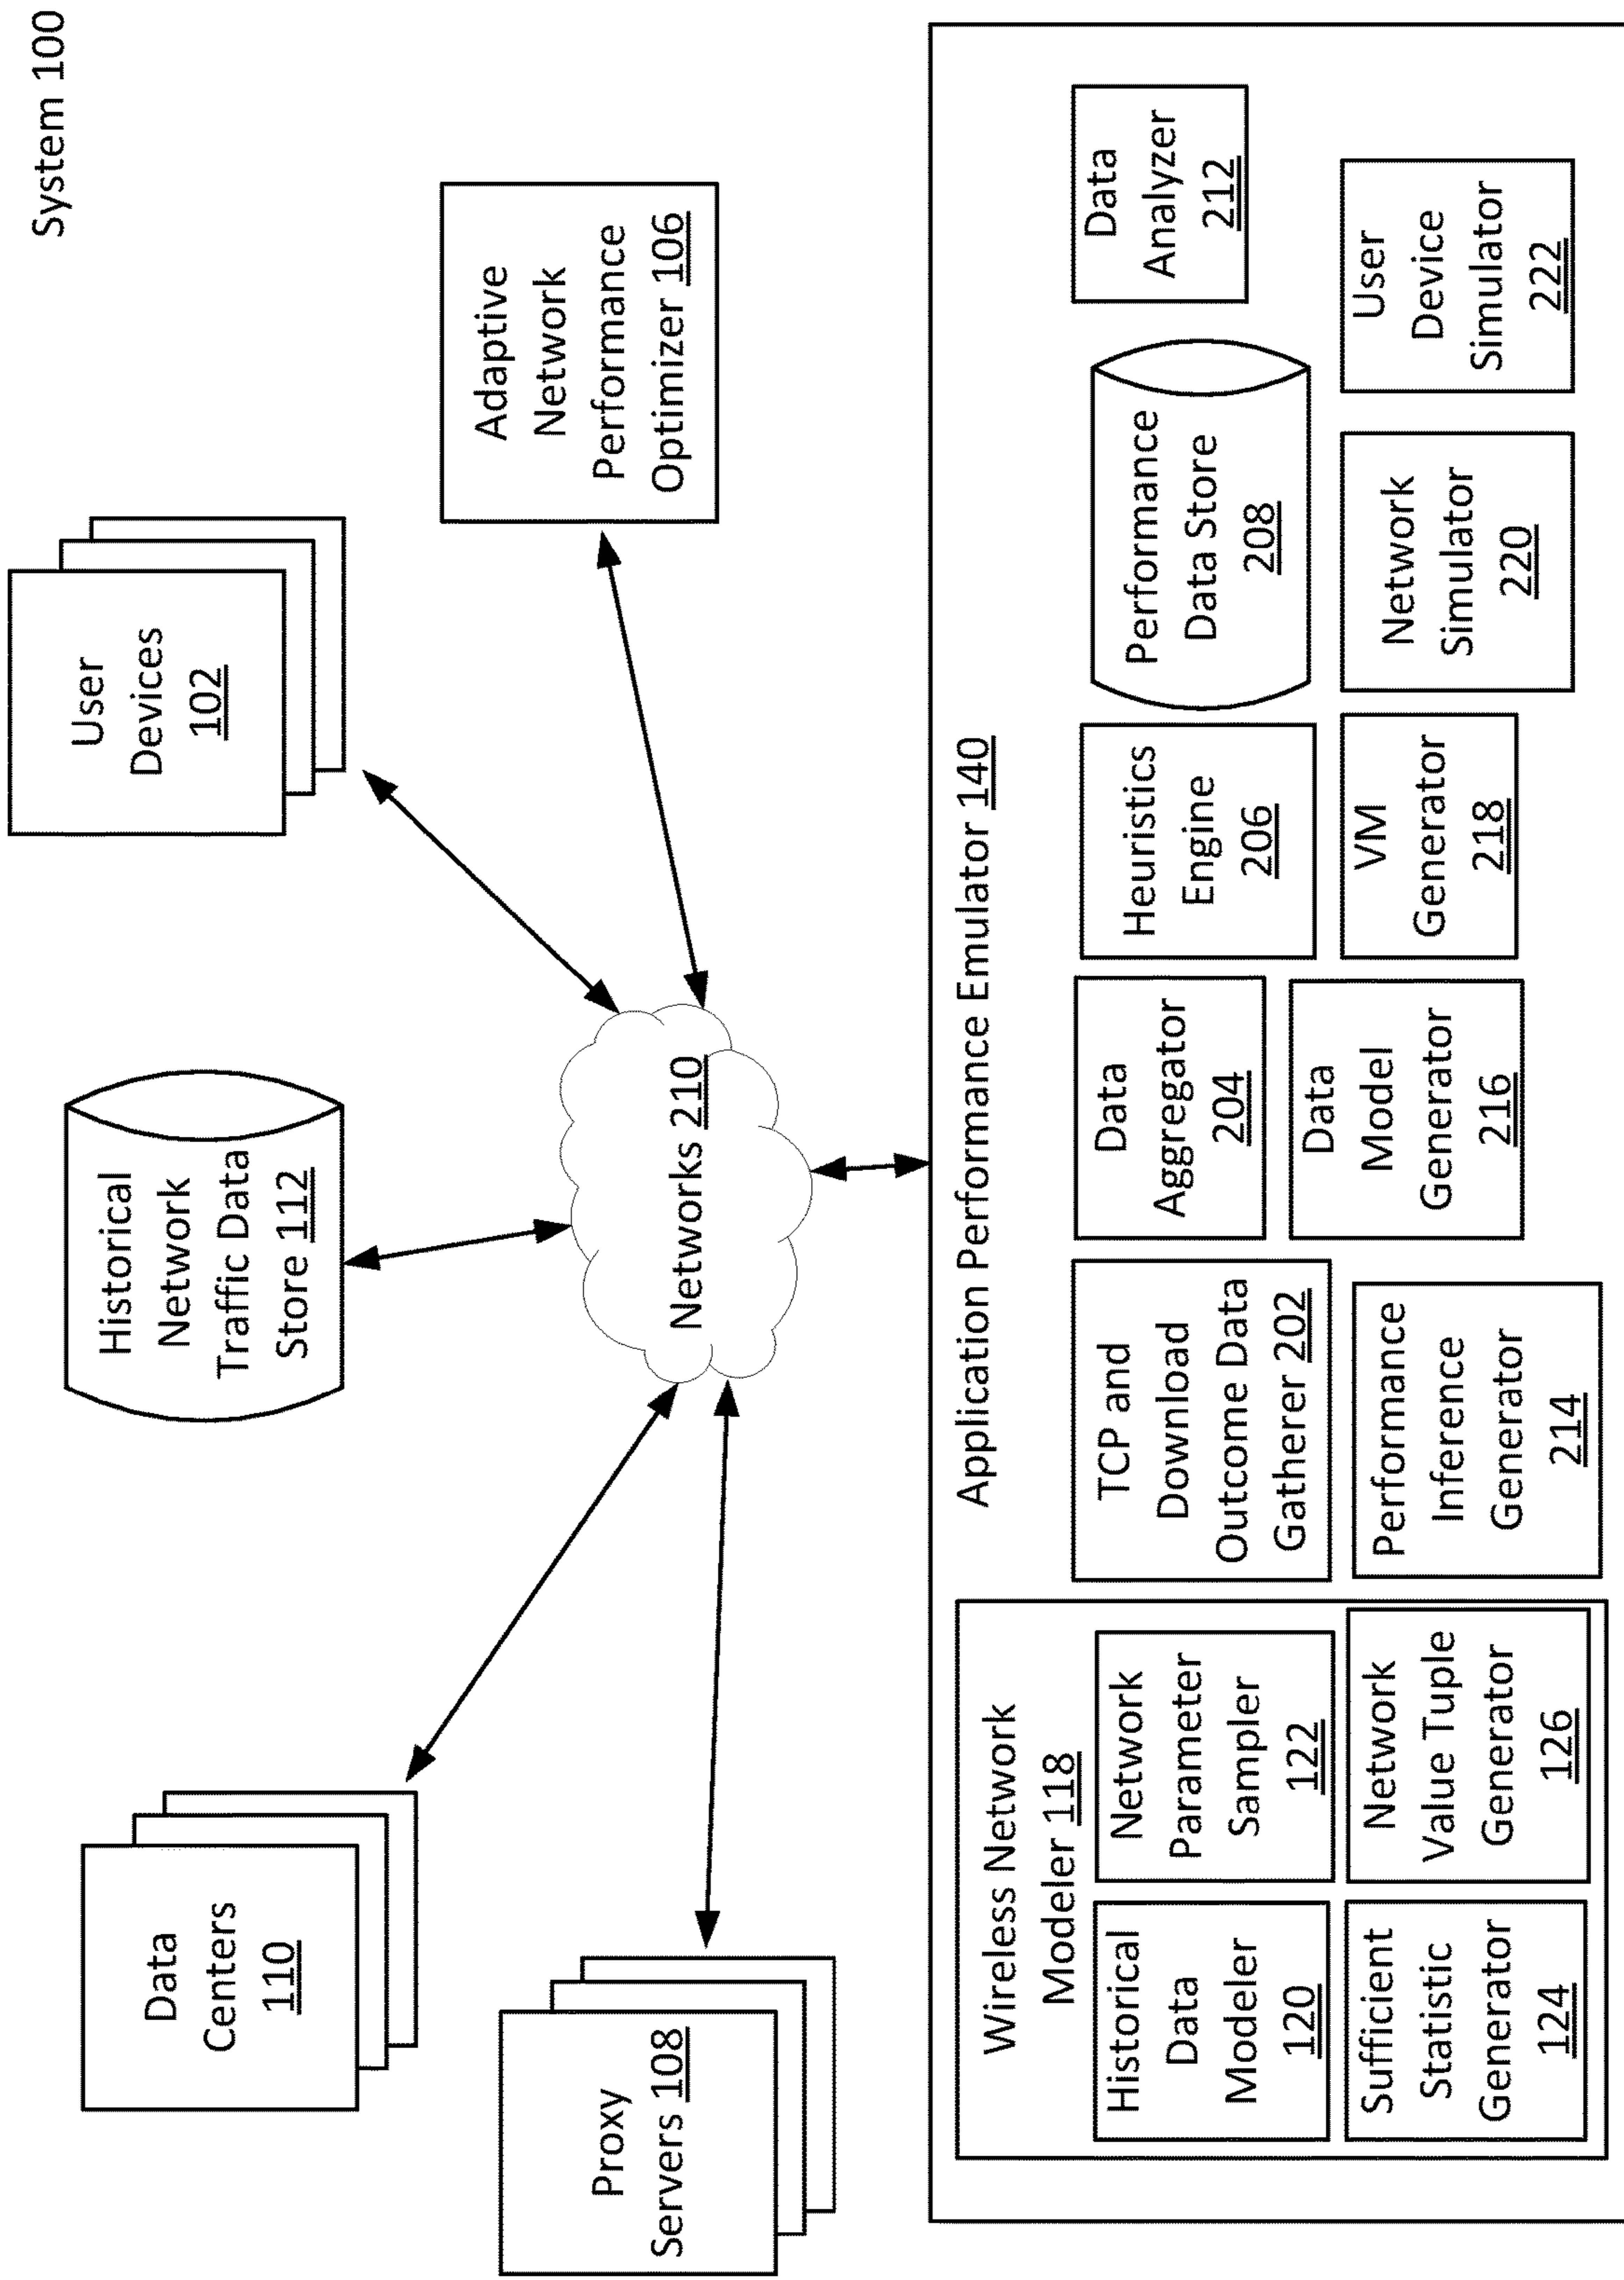 System 100
User
Devices
102
Historical
Network
Traffic Data
Store 112
Data
Centers
110
Proxy
Servers 108
Adaptive
Network
Performance
Optimizer 106
Networks 210
Application Performance Emulator 140
Wireless Network
Modeler 118
Historical
Data
Modeler
120
Network
Parameter
Sampler
122
Sufficient
Statistic
Generator
124
Network
Value Tuple
Generator
126
TCP and
Download
Outcome Data
Gatherer 202
Data
Aggregator
204
Heuristics
Engine
206
Performance
Data Store
208
Data
Analyzer
212
Performance
Inference
Generator
214
Data
Model
Generator
216
VM
Generator
218
Network
Simulator
220
User
Device
Simulator
222